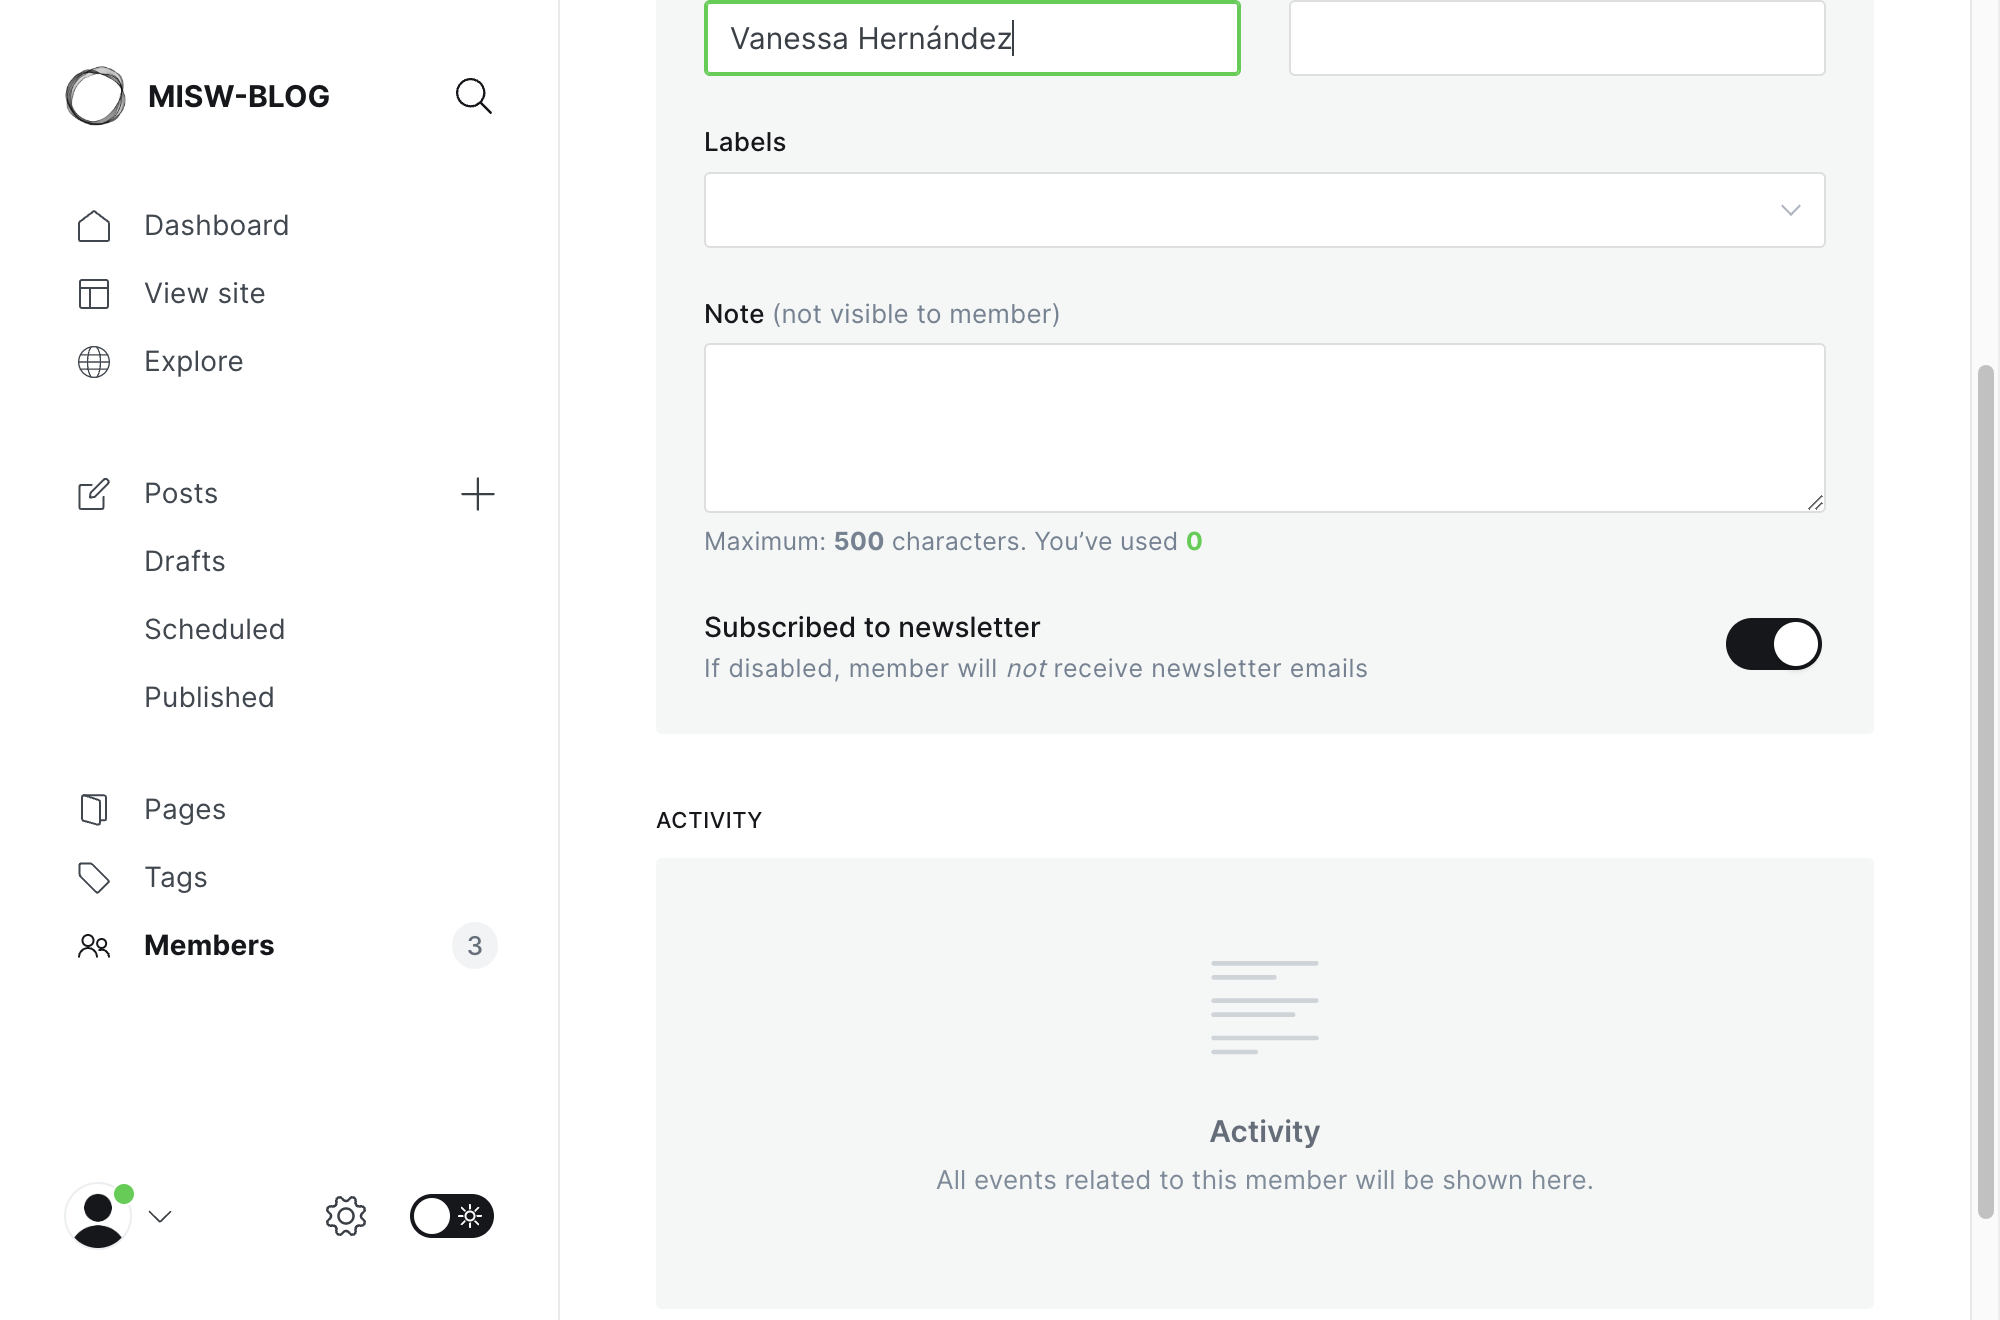 MISW-BLOG
Dashboard
View site
Explore
Posts
Drafts
Scheduled
Published
Pages
Tags
Members 3
Vanessa Hernández
Labels
Note (not visible to member)
Maximum: 500 characters. You’ve used 0
Subscribed to newsletter
If disabled, member will not receive newsletter emails
ACTIVITY
Activity
All events related to this member will be shown here.